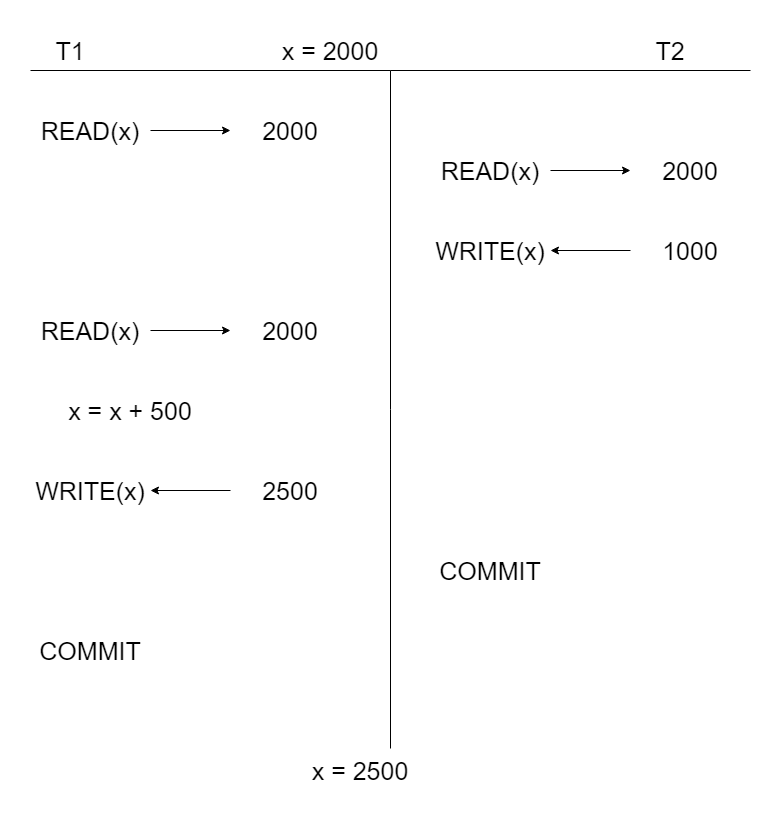 T1 x = 2000 T2
READ(x) 2000
READ(x) 2000
WRITE(x) 1000
READ(x) 2000
x = x + 500
WRITE(x) 2500
COMMIT
COMMIT
x = 2500